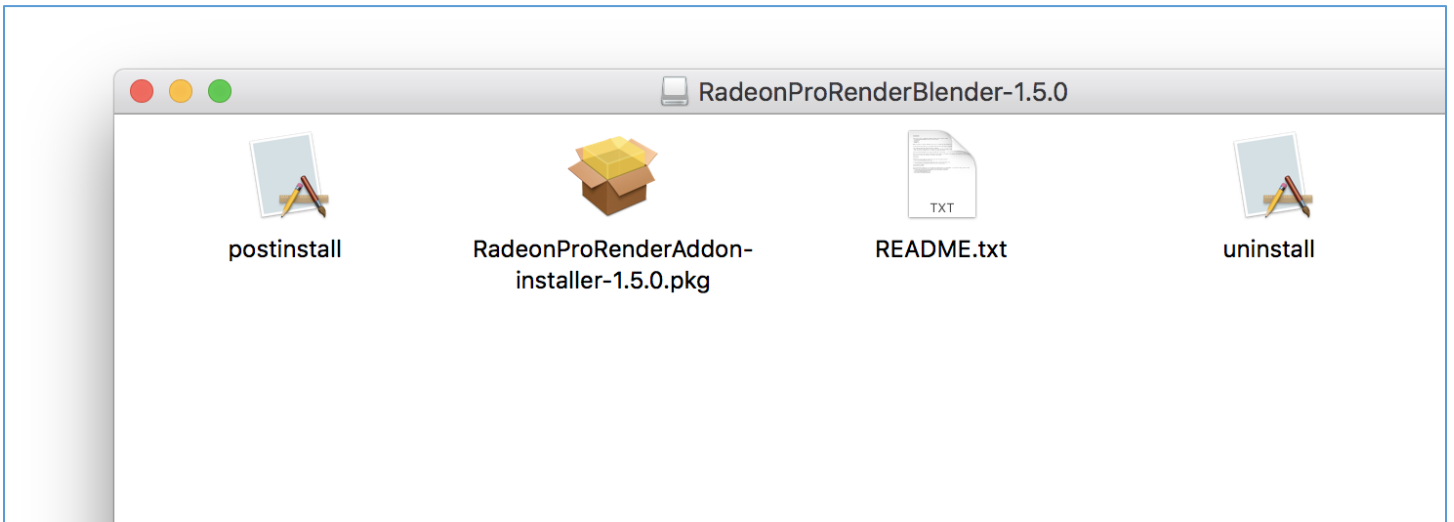 RadeonProRenderBlender-1.5.0
postinstall
RadeonProRenderAddon-
installer-1.5.0.pkg
TXT
README.txt
uninstall